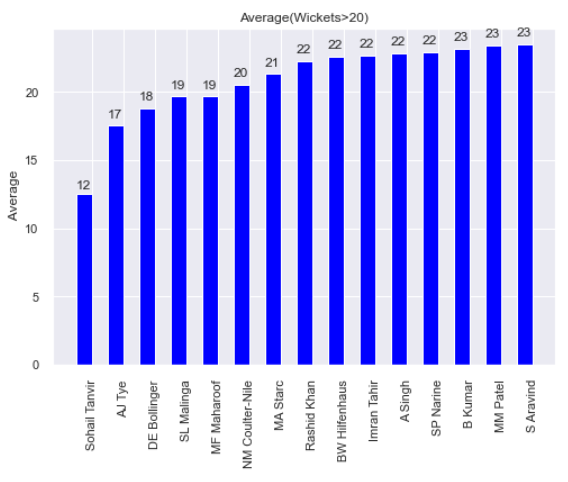 Average(Wickets>20)
12 17 18 19 19 20 21 22 22 22 22 22 23 23 23
Average
20
15
10
5
0
Sohail Tanvir
AJ Tye
DE Bollinger
SL Malinga
MF Maharoof
NM Coulter-Nile
MA Starc
Rashid Khan
BW Hilfenhaus
Imran Tahir
A Singh
SP Narine
B Kumar
MM Patel
S Aravind